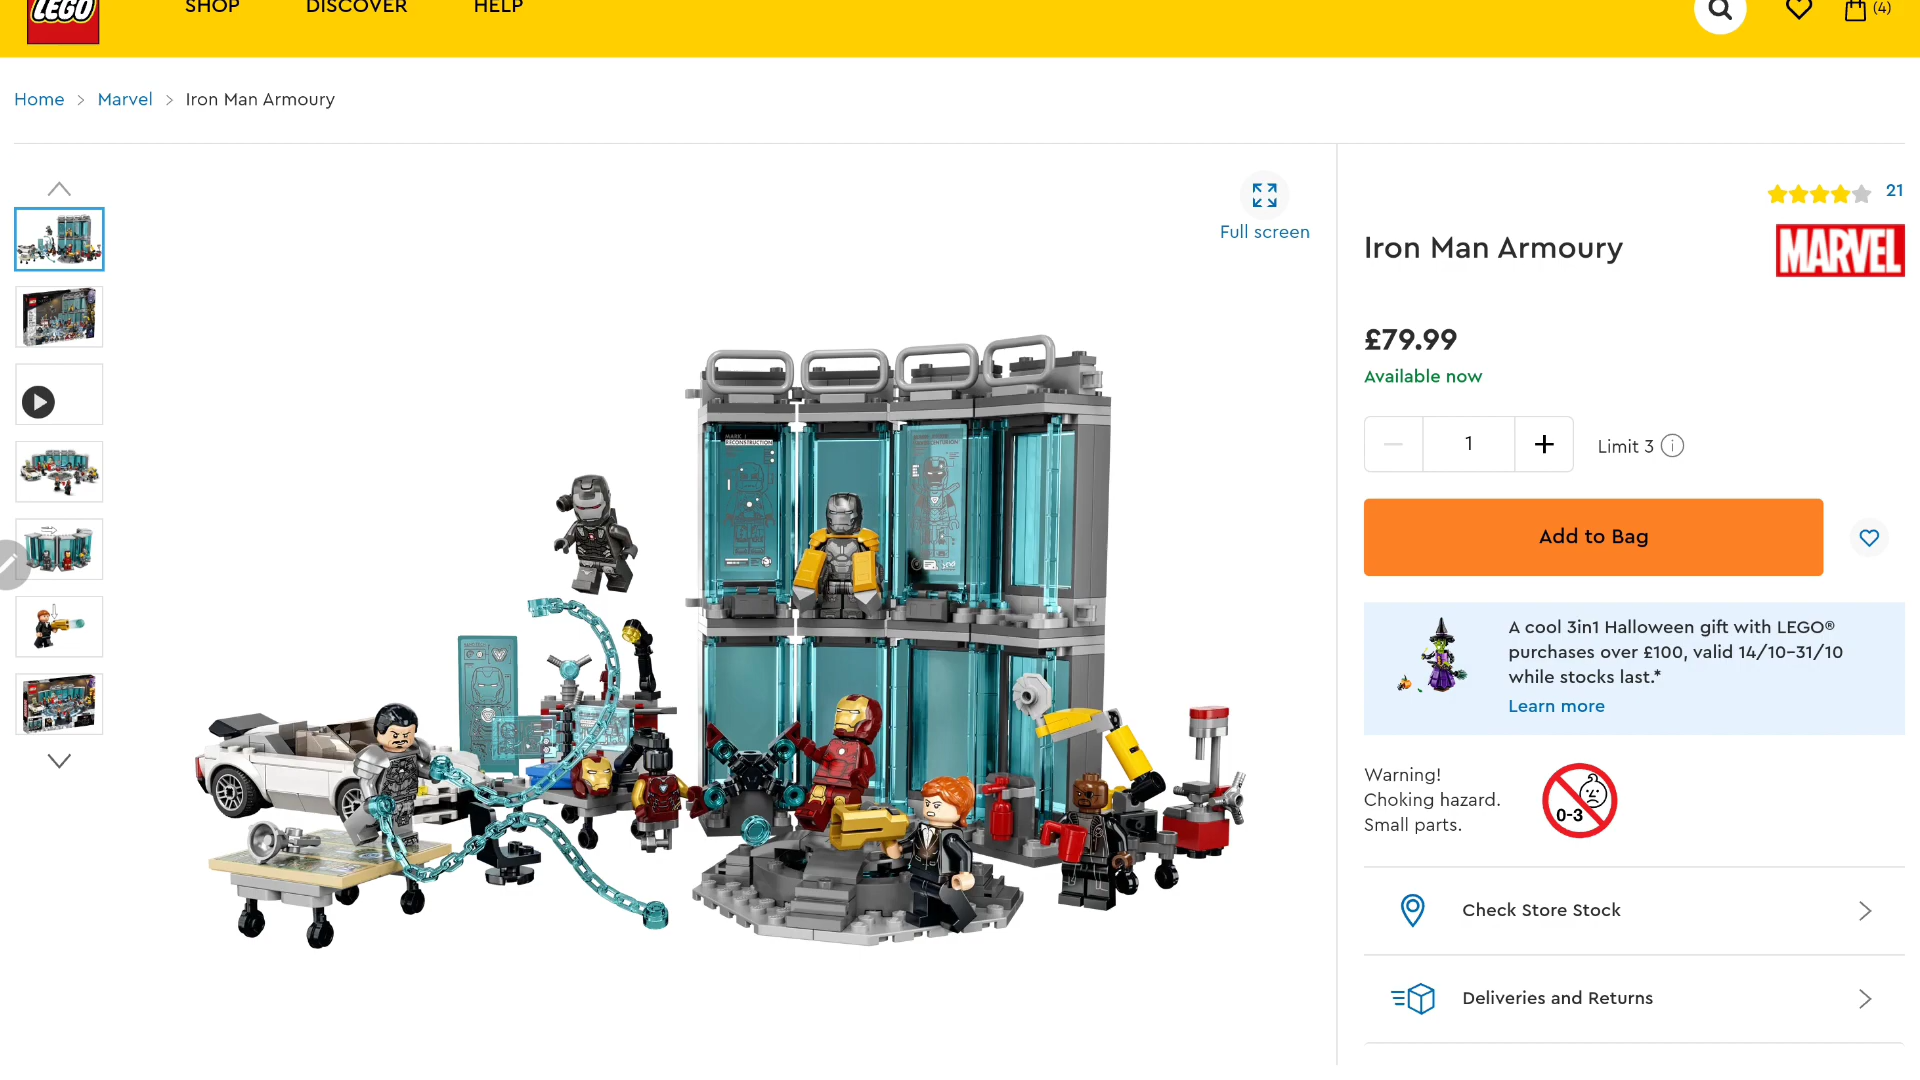 LEGO
SHOP
DISCOVER
HELP
(4)
Home > Marvel > Iron Man Armoury
Full screen
21
Iron Man Armoury
MARVEL
£79.99
Available now
1
Limit 3
Add to Bag
A cool 3in1 Halloween gift with LEGO®
purchases over £100, valid 14/10-31/10
while stocks last.*
Learn more
Warning!
Choking hazard.
Small parts.
0-3
Check Store Stock
Deliveries and Returns
MARK I
RECONSTRUCTION